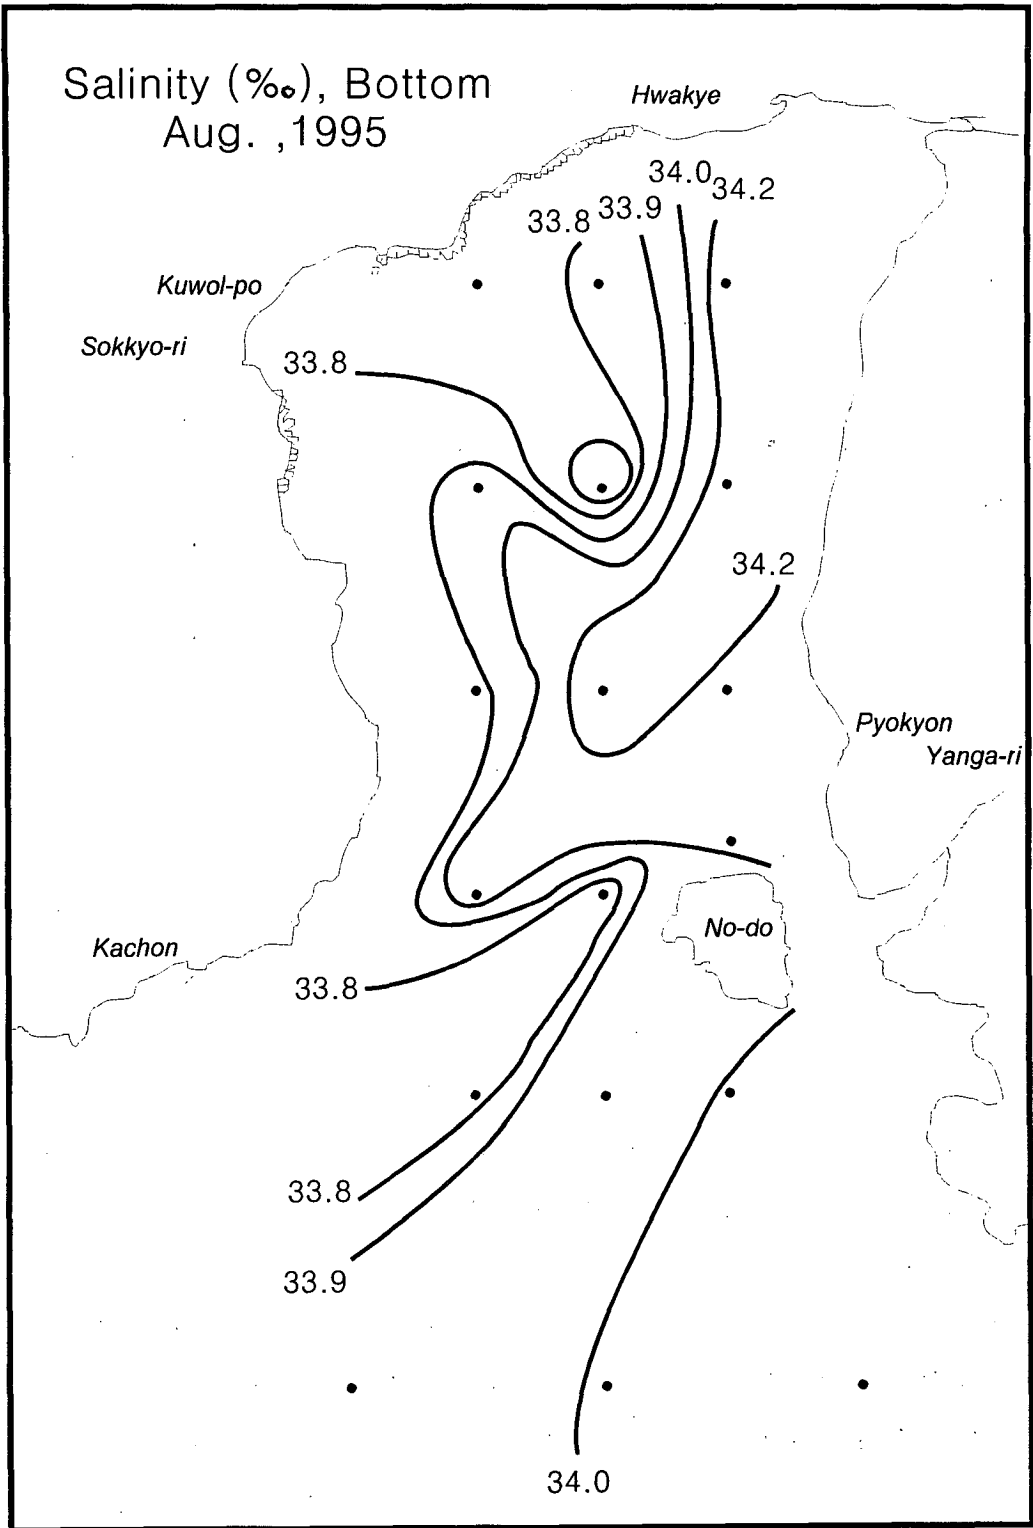 Salinity (‰), Bottom
Aug. ,1995
Hwakye
34.0
34.2
33.8
33.9
Kuwol-po
Sokkyo-ri
33.8
34.2
Pyokyon
Yanga-ri
No-do
Kachon
33.8
33.8
33.9
34.0